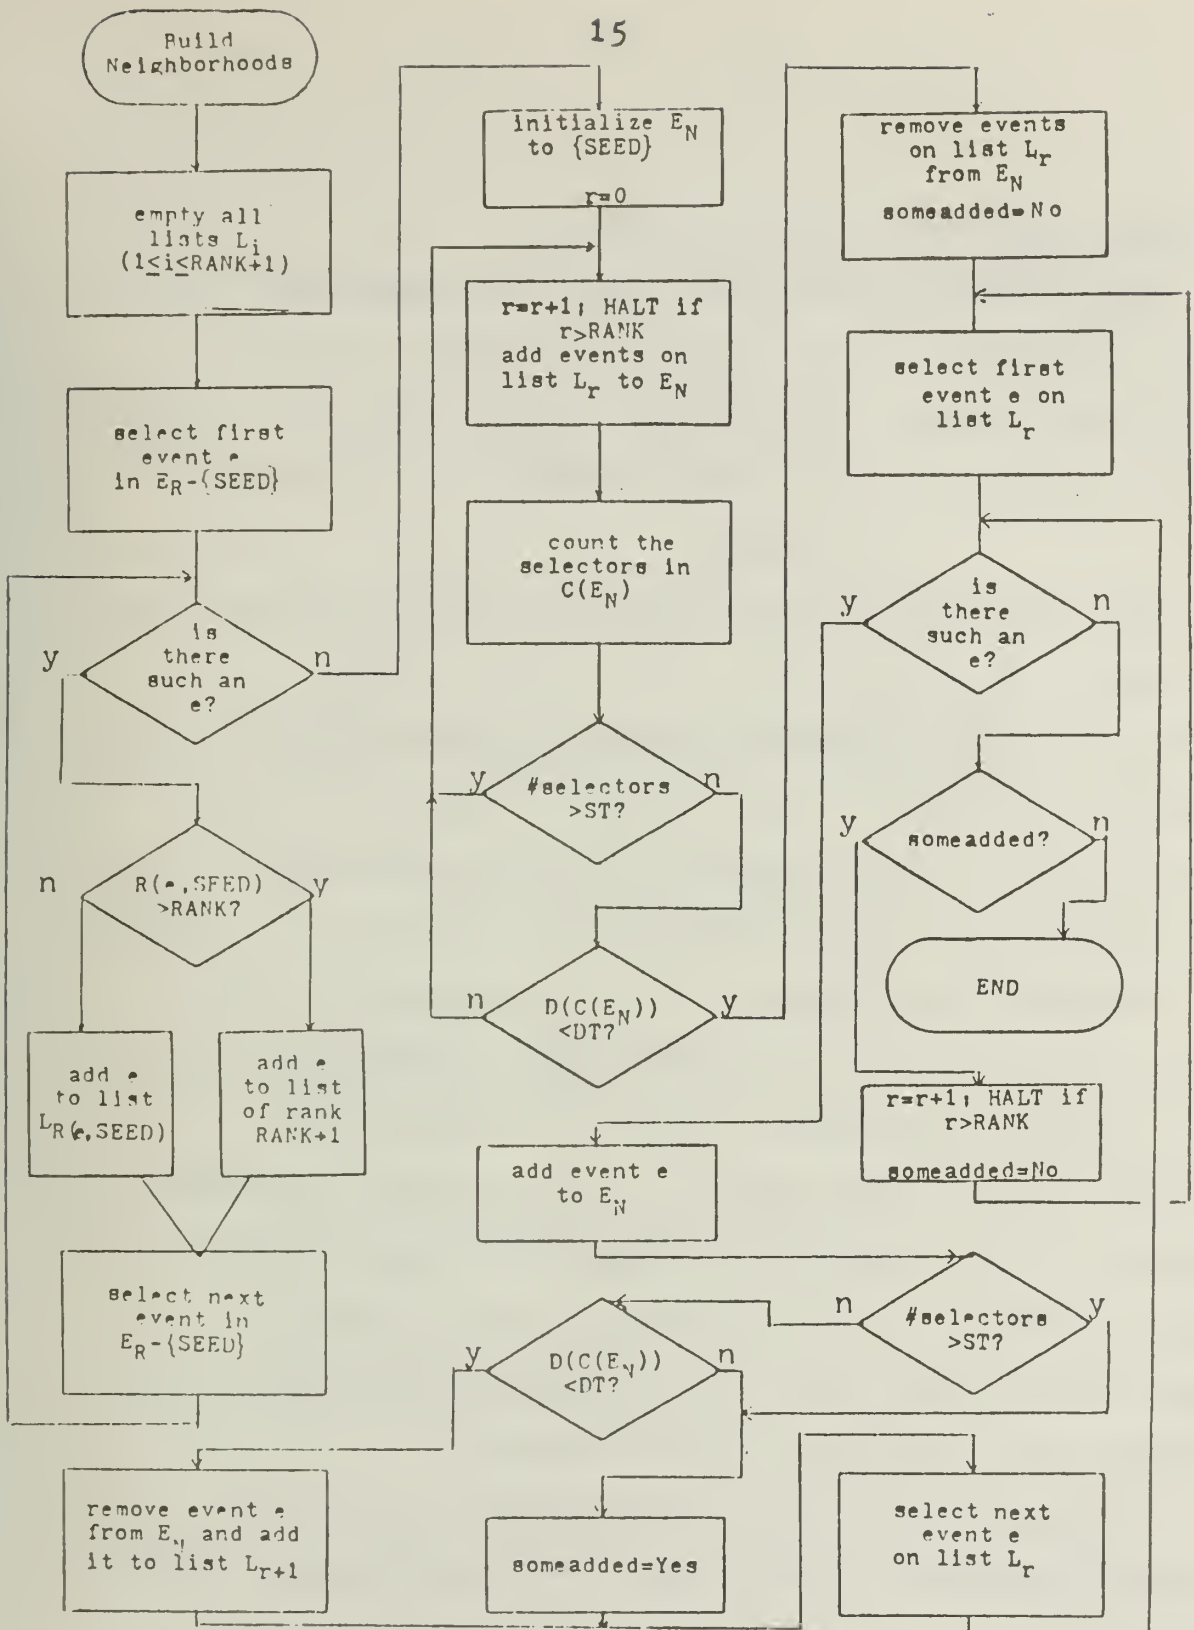 15
Build
Neighborhoods
empty all
lists L_i
(1≤i≤RANK+1)
select first
event e
in E_R-{SEED}
is
there
such an
e?
y
n
R(e,SEED)
>RANK?
n
y
add e
to list
L_R(e,SEED)
add e
to list
of rank
RANK+1
select next
event in
E_R-{SEED}
initialize E_N
to {SEED}
r=0
r=r+1; HALT if
r>RANK
add events on
list L_r to E_N
count the
selectors in
C(E_N)
#selectors
>ST?
y
n
D(C(E_N))
<DT?
n
y
remove events
on list L_r
from E_N
someadded=No
select first
event e on
list L_r
is
there
such an
e?
y
n
someadded?
y
n
END
r=r+1; HALT if
r>RANK
someadded=No
add event e
to E_N
#selectors
>ST?
n
y
D(C(E_N))
<DT?
y
n
remove event e
from E_N and add
it to list L_r+1
someadded=Yes
select next
event e
on list L_r